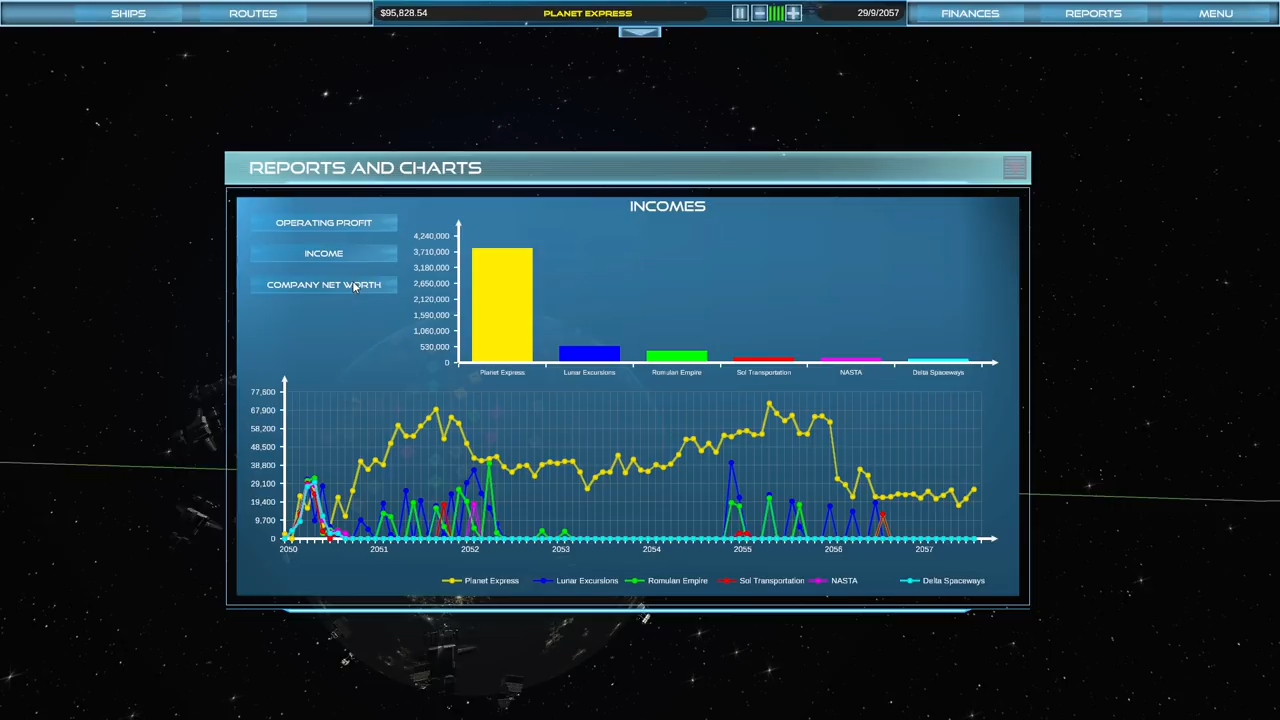 SHIPS ROUTES $95,828.54 PLANET EXPRESS 29/9/2057 FINANCES REPORTS MENU
REPORTS AND CHARTS
INCOMES
OPERATING PROFIT
INCOME
COMPANY NET WORTH
4,240,000
3,710,000
3,180,000
2,650,000
2,120,000
1,590,000
1,060,000
530,000
0
Planet Express Lunar Excursions Romulan Empire Sol Transportation NASTA Delta Spaceways
77,600
67,900
58,200
48,500
38,800
29,100
19,400
9,700
0
2050 2051 2052 2053 2054 2055 2056 2057
Planet Express Lunar Excursions Romulan Empire Sol Transportation NASTA Delta Spaceways